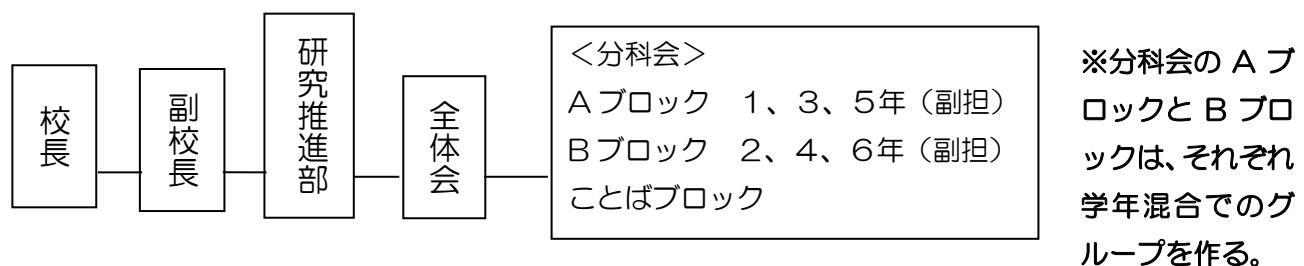 校長
副校長
研究推進部
全体会
＜分科会＞
Aブロック　1、3、5年（副担）
Bブロック　2、4、6年（副担）
ことばブロック
※分科会の A ブ
ロックと B ブロ
ックは、それぞれ
学年混合でのグ
ループを作る。